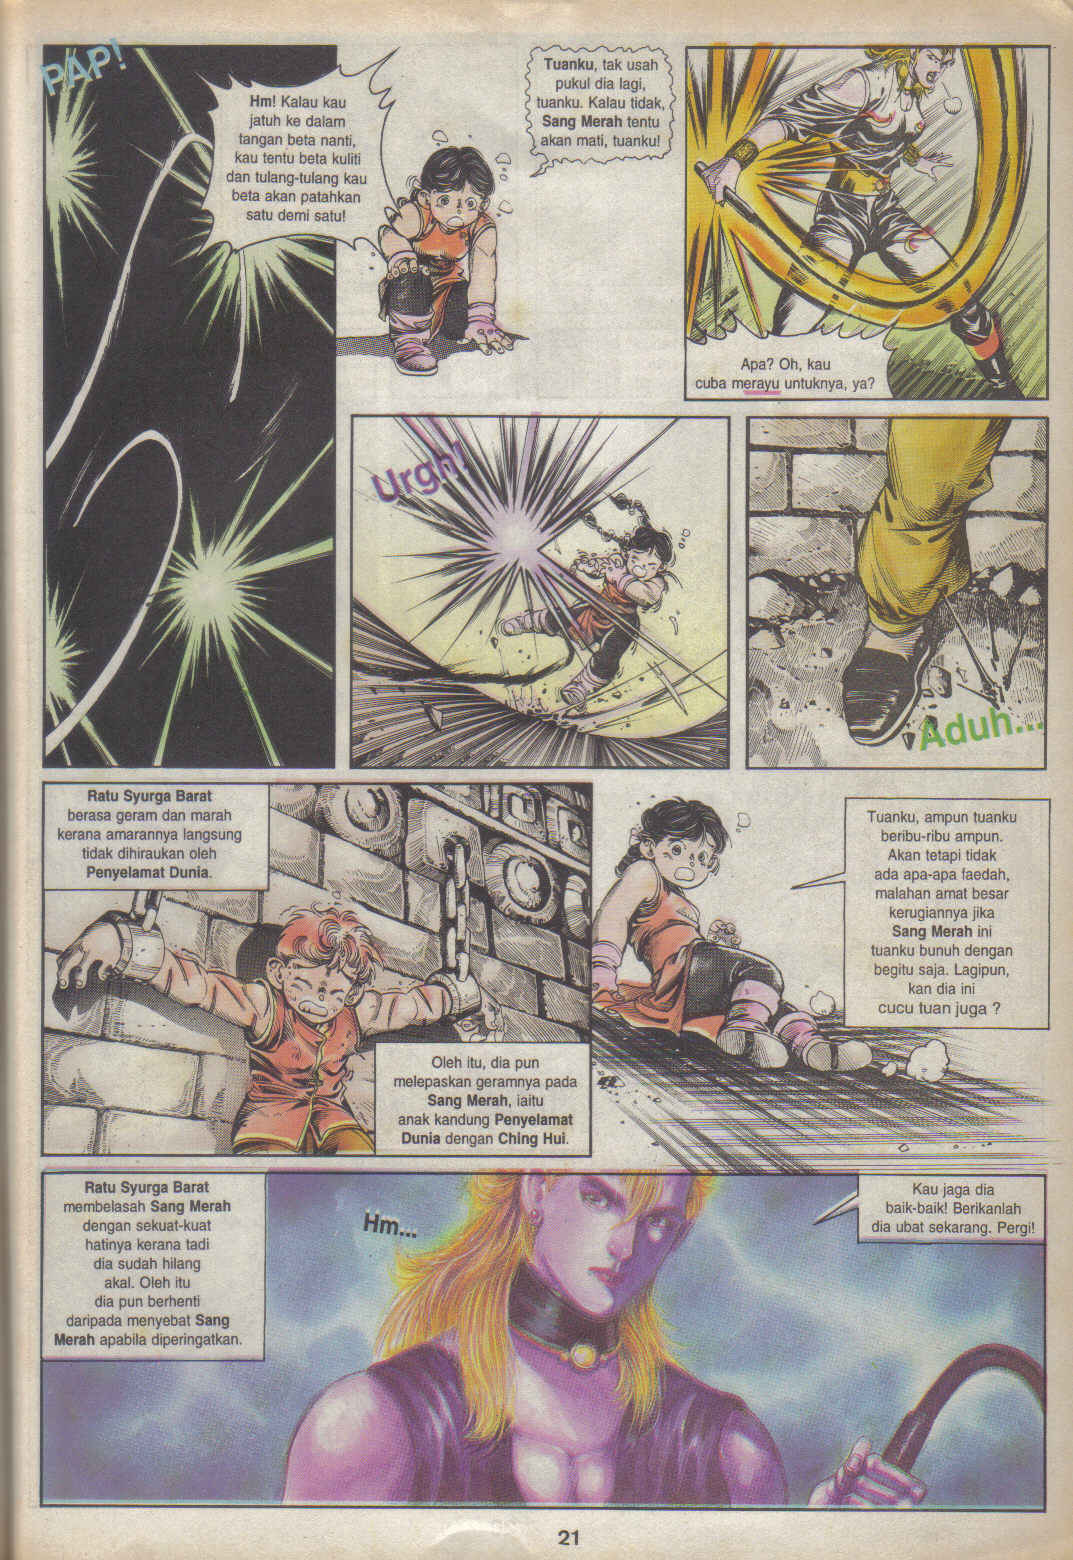 PAP!
Hm! Kalau kau
jatuh ke dalam
tangan beta nanti,
kau tentu beta kuliti
dan tulang-tulang kau
beta akan patahkan
satu demi satu!
Tuanku, tak usah
pukul dia lagi,
tuanku. Kalau tidak,
Sang Merah tentu
akan mati, tuanku!
Apa? Oh, kau
cuba merayu untuknya, ya?
Urgh!
Aduh...
Ratu Syurga Barat
berasa geram dan marah
kerana amarannya langsung
tidak dihiraukan oleh
Penyelamat Dunia.
Oleh itu, dia pun
melepaskan geramnya pada
Sang Merah, iaitu
anak kandung Penyelamat
Dunia dengan Ching Hui.
Tuanku, ampun tuanku
beribu-ribu ampun.
Akan tetapi tidak
ada apa-apa faedah,
malahan amat besar
kerugiannya jika
Sang Merah ini
tuanku bunuh dengan
begitu saja. Lagipun,
kan dia ini
cucu tuan juga ?
Ratu Syurga Barat
membelasah Sang Merah
dengan sekuat-kuat
hatinya kerana tadi
dia sudah hilang
akal. Oleh itu
dia pun berhenti
daripada menyebat Sang
Merah apabila diperingatkan.
Hm...
Kau jaga dia
baik-baik! Berikanlah
dia ubat sekarang. Pergi!
21